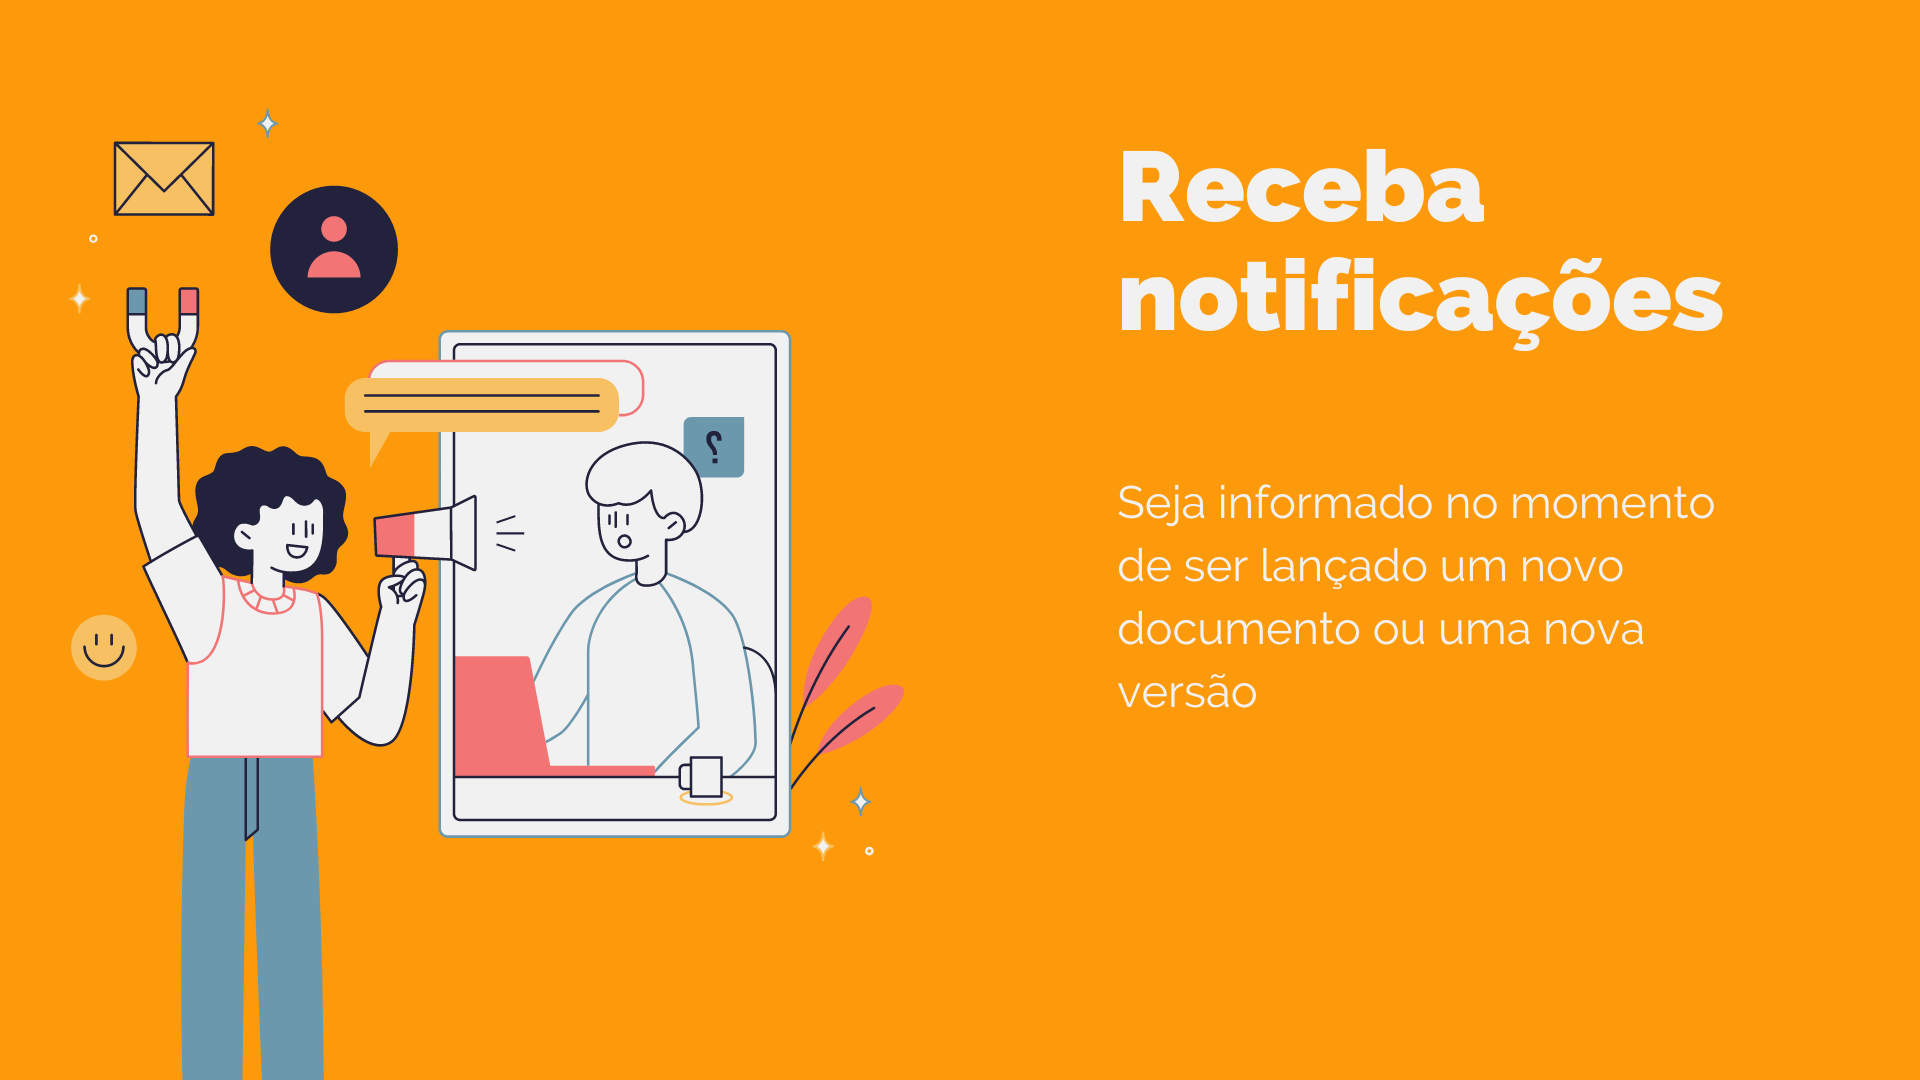 Receba
notificações
؟
Seja informado no momento
de ser lançado um novo
documento ou uma nova
versão